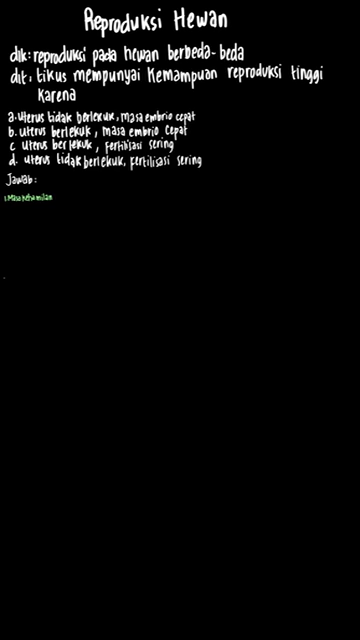 Reproduksi Hewan
dik: reproduksi pada hewan berbeda-beda
dit: tikus mempunyai kemampuan reproduksi tinggi
karena
a. uterus tidak berlekuk, masa embrio cepat
b. uterus berlekuk, masa embrio cepat
c uterus berlekuk, fertilisasi sering
d. uterus tidak berlekuk, fertilisasi sering
Jawab:
: Masa kehamilan